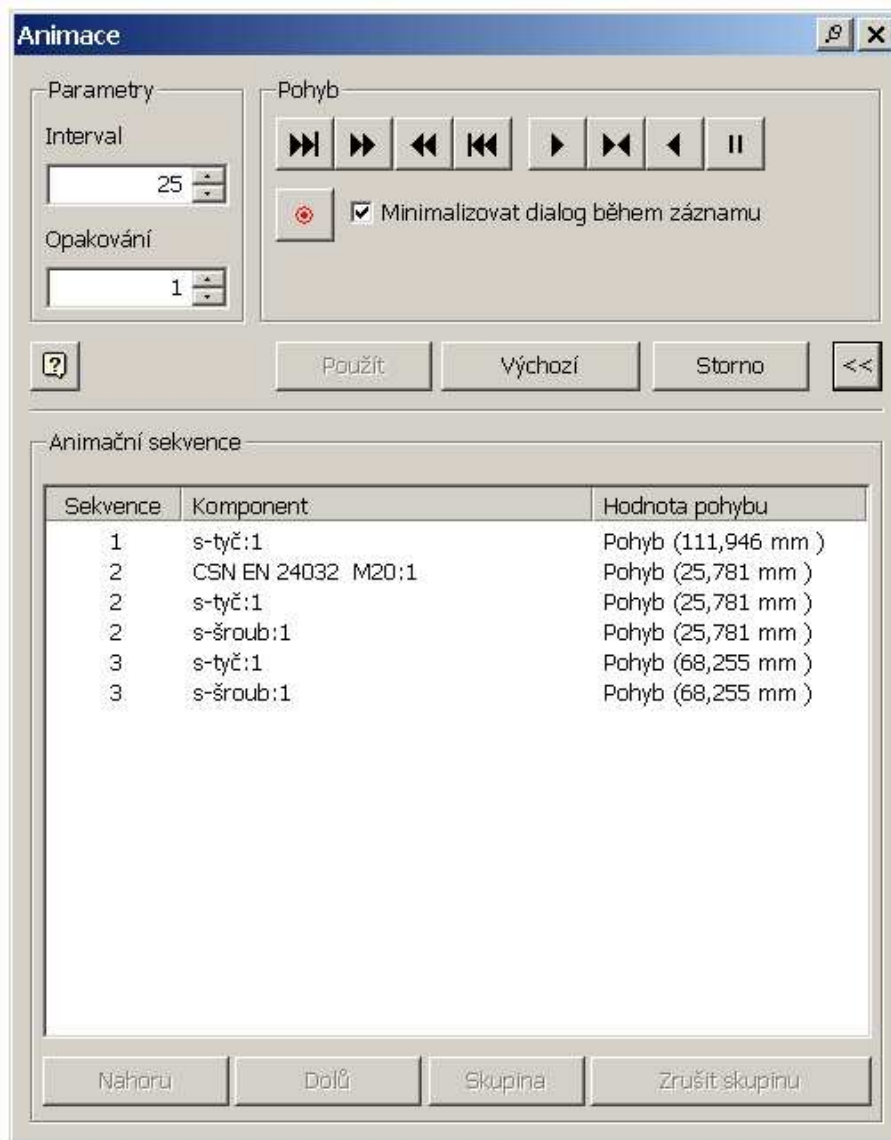 Animace
Parametry
Pohyb
Interval
25
Minimalizovat dialog během záznamu
Opakování
1
Použít Výchozí Storno <<
Animační sekvence
Sekvence Komponent Hodnota pohybu
1 s-tyč:1 Pohyb (111,946 mm )
2 CSN EN 24032 M20:1 Pohyb (25,781 mm )
2 s-tyč:1 Pohyb (25,781 mm )
2 s-šroub:1 Pohyb (25,781 mm )
3 s-tyč:1 Pohyb (68,255 mm )
3 s-šroub:1 Pohyb (68,255 mm )
Nahoru Dolů Skupina Zrušit skupinu